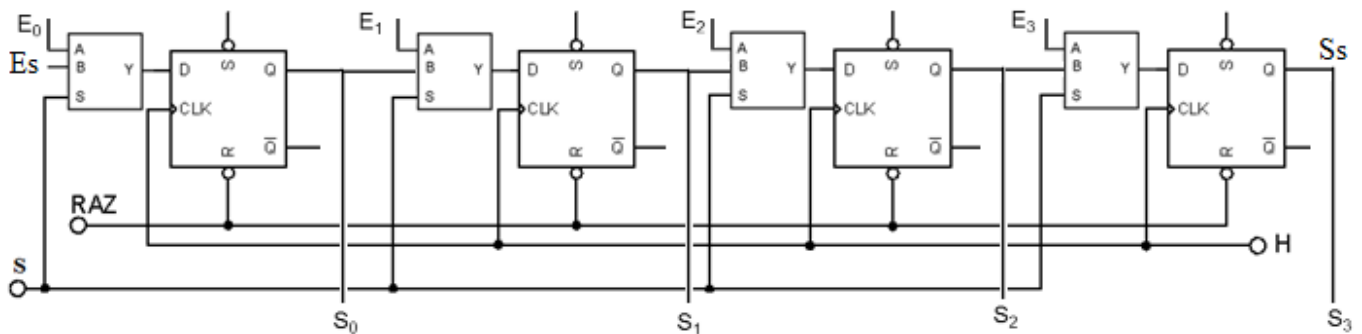 E0 E1 E2 E3
Es A B S Y D S Q CLK R Q̅ A B S Y D S Q CLK R Q̅ A B S Y D S Q CLK R Q̅ A B S Y D S Q CLK R Q̅ Ss
RAZ
H
s
S0 S1 S2 S3